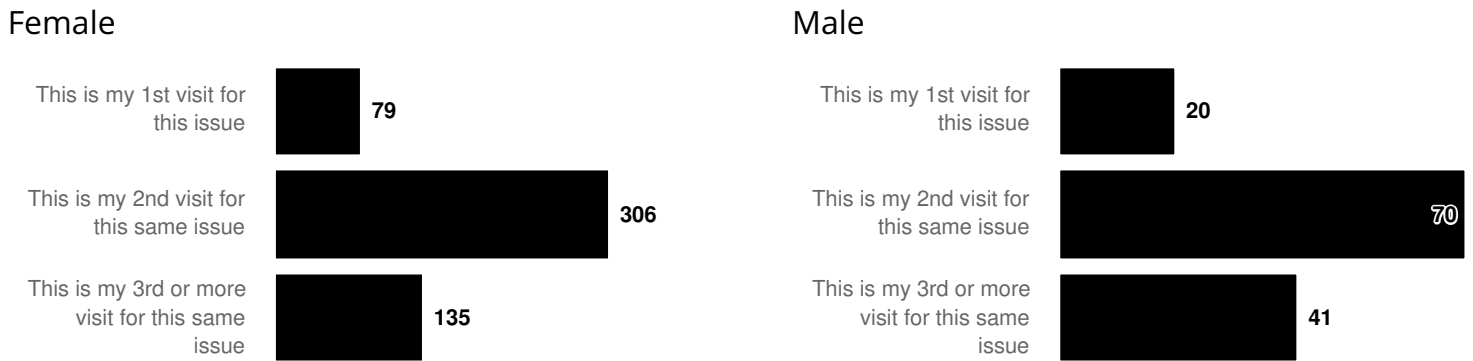 Female
This is my 1st visit for
this issue
79
This is my 2nd visit for
this same issue
306
This is my 3rd or more
visit for this same
issue
135
Male
This is my 1st visit for
this issue
20
This is my 2nd visit for
this same issue
70
This is my 3rd or more
visit for this same
issue
41